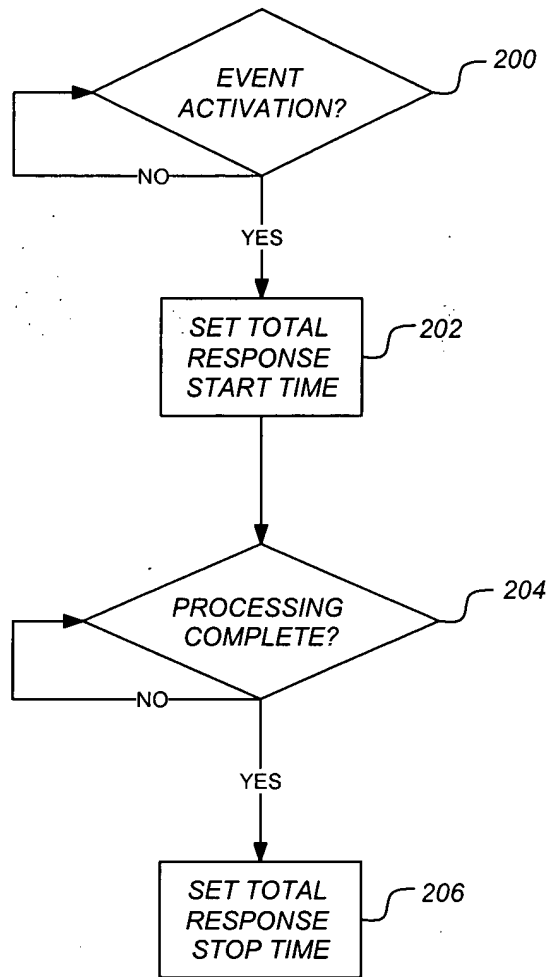 EVENT
ACTIVATION?
200
NO
YES
SET TOTAL
RESPONSE
START TIME
202
PROCESSING
COMPLETE?
204
NO
YES
SET TOTAL
RESPONSE
STOP TIME
206